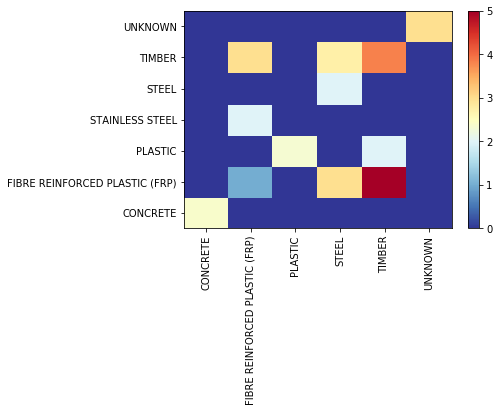 UNKNOWN
TIMBER
STEEL
STAINLESS STEEL
PLASTIC
FIBRE REINFORCED PLASTIC (FRP)
CONCRETE
CONCRETE
FIBRE REINFORCED PLASTIC (FRP)
PLASTIC
STEEL
TIMBER
UNKNOWN
5
4
3
2
1
0